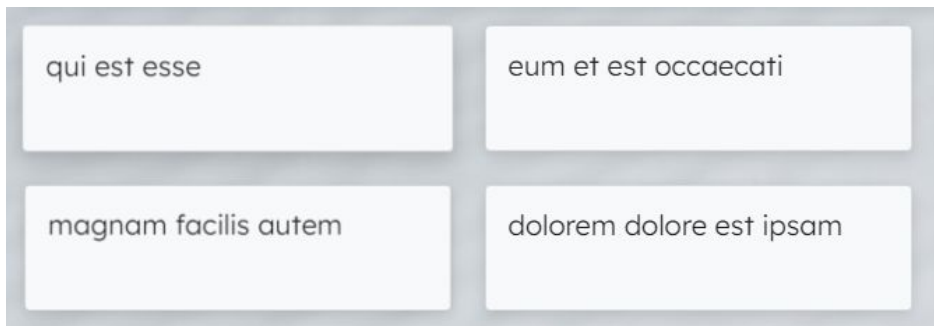 qui est esse
eum et est occaecati
magnam facilis autem
dolorem dolore est ipsam